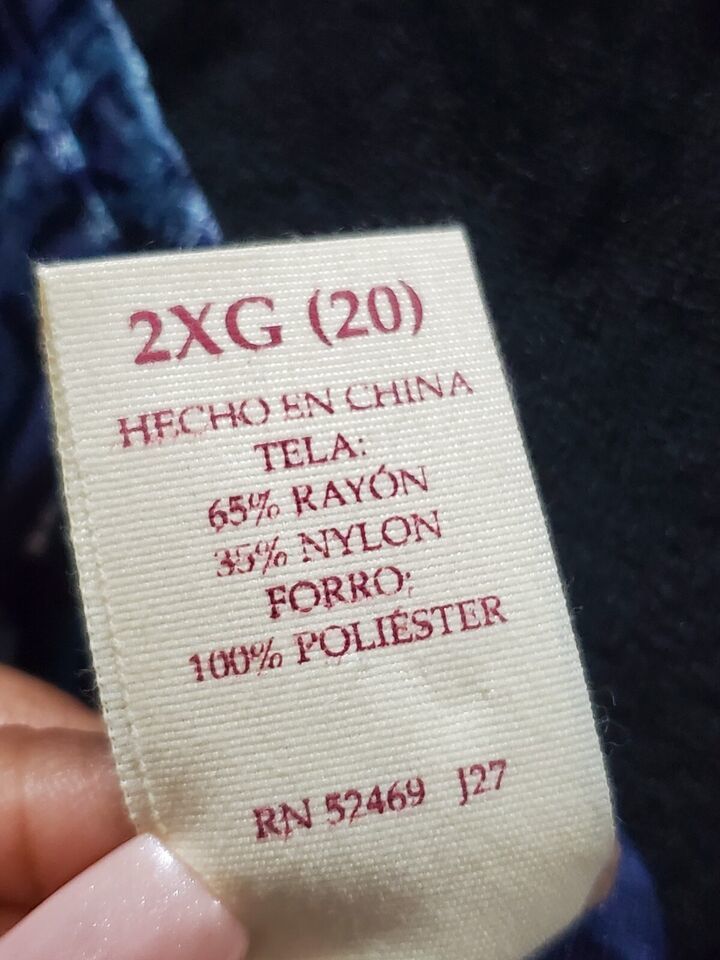 2XG (20)
HECHO EN CHINA
TELA:
65% RAYÓN
35% NYLON
FORRO:
100% POLIÉSTER
RN 52469 J27